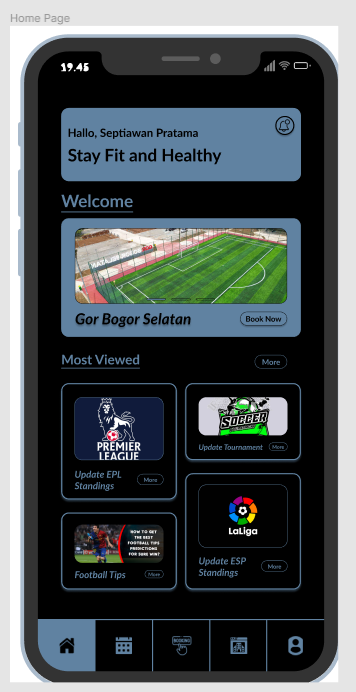 Home Page
19.45
Hallo, Septiawan Pratama
Stay Fit and Healthy
Welcome
Gor Bogor Selatan
Book Now
Most Viewed
More
PREMIER
LEAGUE
Update EPL
Standings
More
SOCCER
Update Tournament
More
HOW TO GET
THE BEST
FOOTBALL TIPS
PREDICTIONS
FOR SURE WIN?
Football Tips
More
LaLiga
Update ESP
Standings
More
BOOKING